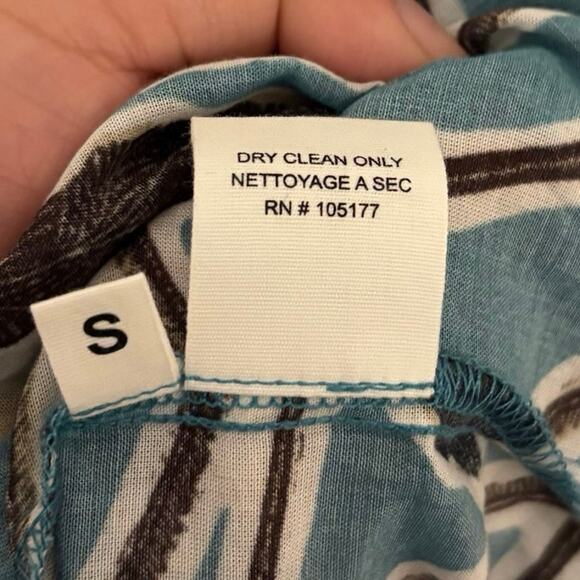 DRY CLEAN ONLY
NETTOYAGE A SEC
RN # 105177
S